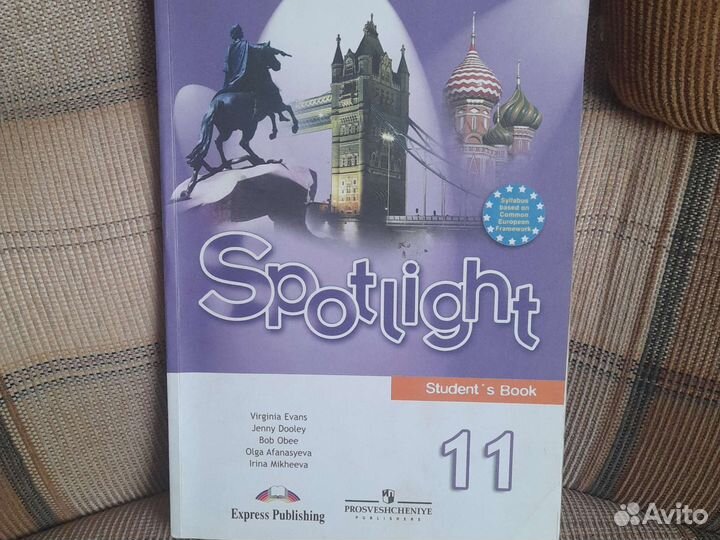 Syllabus
based on
Common
European
Framework
Spotlight
Student's Book
Virginia Evans
Jenny Dooley
Bob Obee
Olga Afanasyeva
Irina Mikheeva
11
Express Publishing
PROSVESHCHENIYE
PUBLISHERS
Avito